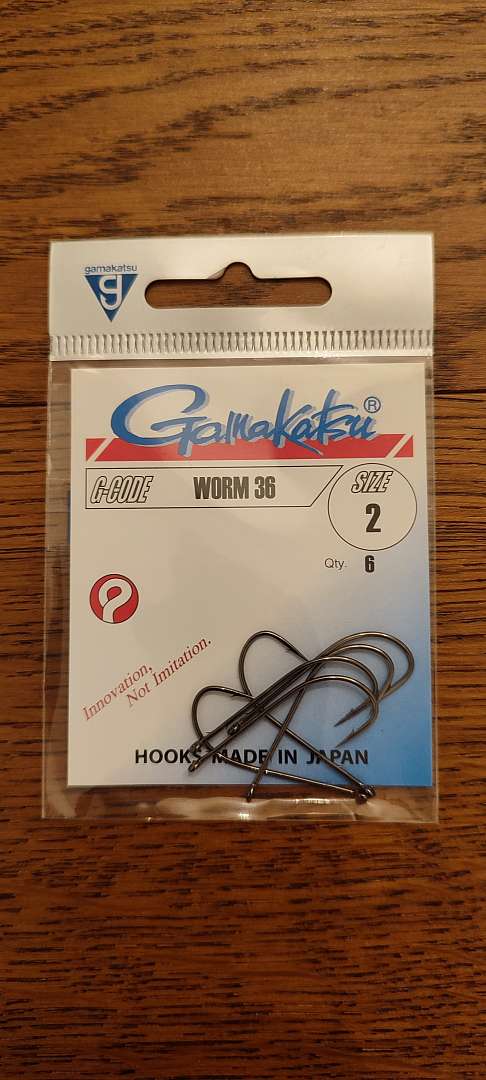 gamakatsu
g
Gamakatsu®
G-CODE WORM 36
SIZE
2
Qty. 6
Innovation,
Not Imitation.
HOOKS MADE IN JAPAN